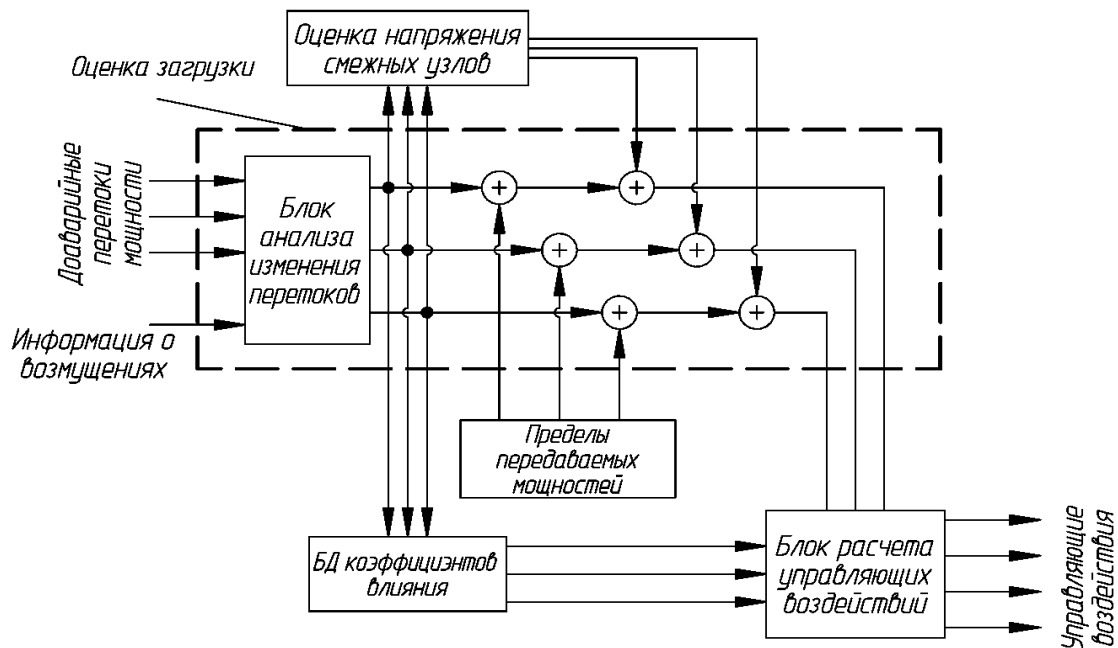 Оценка напряжения
смежных узлов
Оценка загрузки
Доаварийные
перетоки
мощности
Блок
анализа
изменения
перетоков
+
+
+
+
+
+
Информация о
возмущениях
Пределы
передаваемых
мощностей
БД коэффициэнтов
влияния
Блок расчета
управляющих
воздействий
Управляющие
воздействия